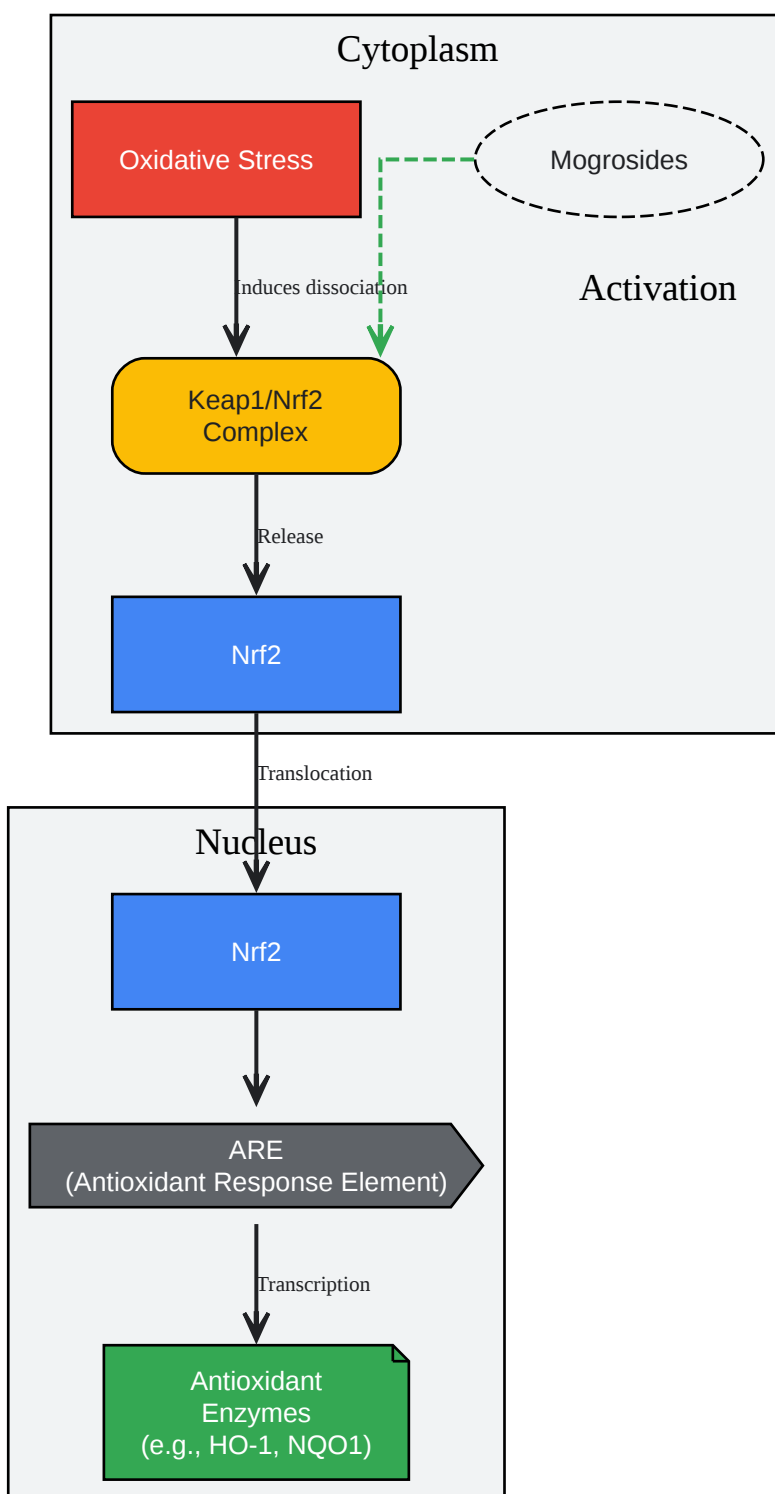 Cytoplasm
Oxidative Stress
Mogrosides
Induces dissociation
Activation
Keap1/Nrf2
Complex
Release
Nrf2
Translocation
Nucleus
Nrf2
ARE
(Antioxidant Response Element)
Transcription
Antioxidant
Enzymes
(e.g., HO-1, NQO1)